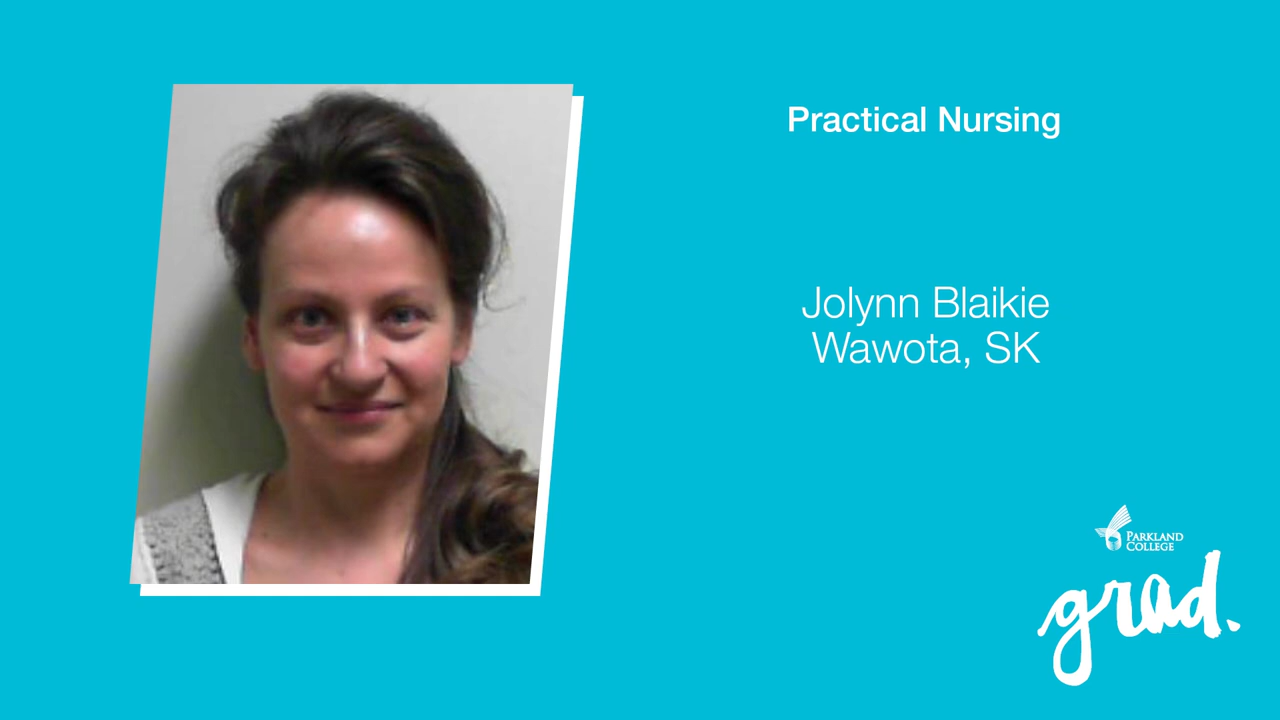 Practical Nursing
Jolynn Blaikie
Wawota, SK
PARKLAND
COLLEGE
grad.